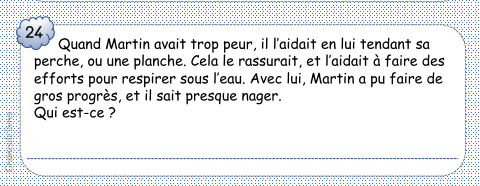 24
Quand Martin avait trop peur, il l'aidait en lui tendant sa
perche, ou une planche. Cela le rassurait, et l'aidait à faire des
efforts pour respirer sous l'eau. Avec lui, Martin a pu faire de
gros progrès, et il sait presque nager.
Qui est-ce ?